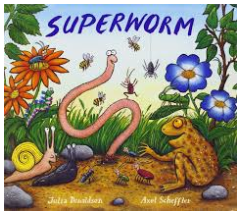 SUPERWORM
Julia Donaldson Axel Scheffler